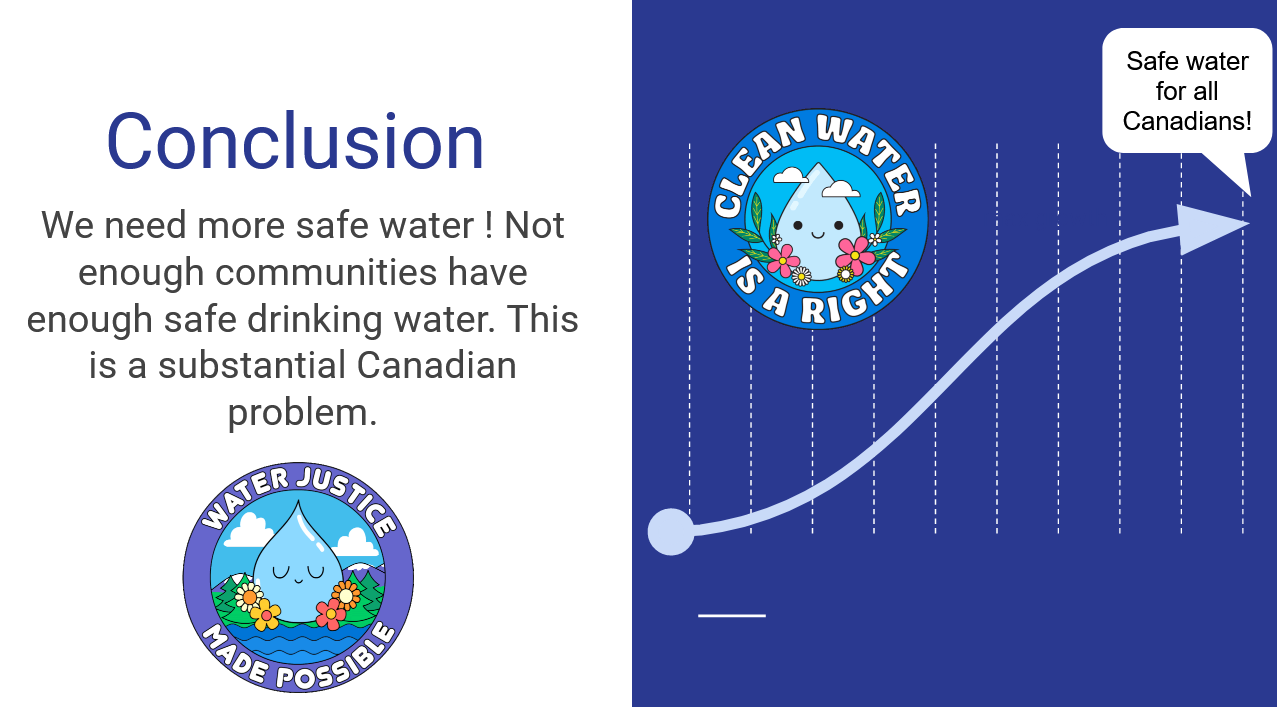 Conclusion
We need more safe water ! Not
enough communities have
enough safe drinking water. This
is a substantial Canadian
problem.
WATER JUSTICE
MADE POSSIBLE
CLEAN WATER
IS A RIGHT
Safe water
for all
Canadians!